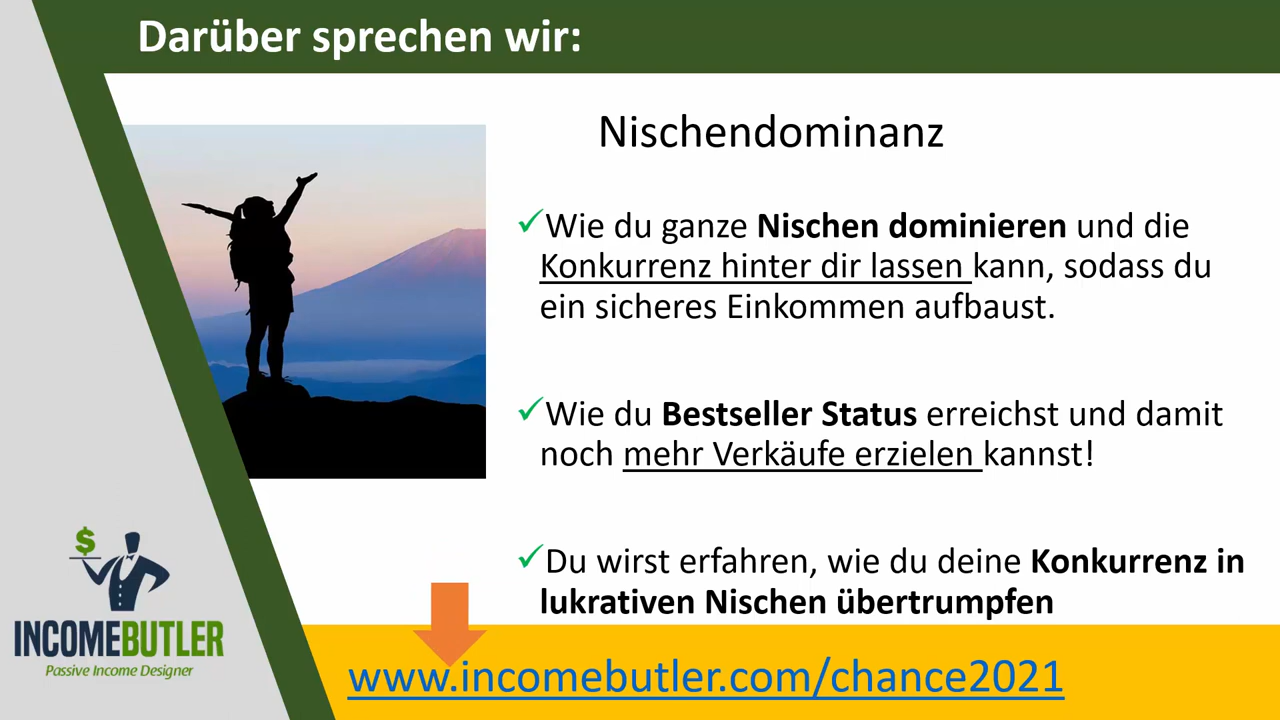 Darüber sprechen wir:
Nischendominanz
✓Wie du ganze Nischen dominieren und die
Konkurrenz hinter dir lassen kann, sodass du
ein sicheres Einkommen aufbaust.
✓Wie du Bestseller Status erreichst und damit
noch mehr Verkäufe erzielen kannst!
✓Du wirst erfahren, wie du deine Konkurrenz in
lukrativen Nischen übertrumpfen
$
INCOMEBUTLER
Passive Income Designer
www.incomebutler.com/chance2021